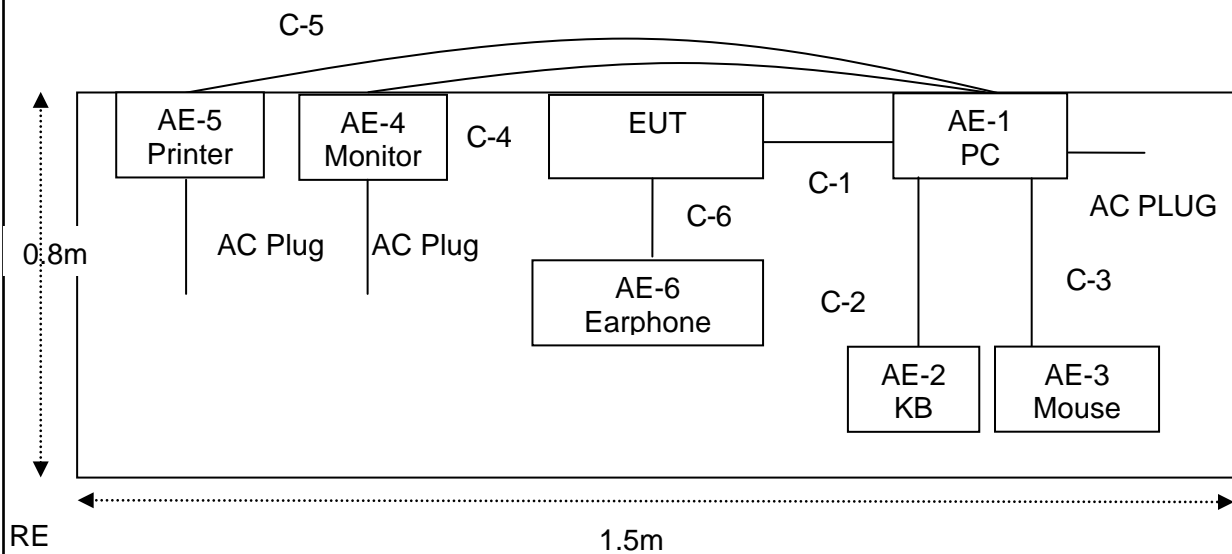 C-5
AE-5
Printer
AE-4
Monitor
C-4
EUT
C-1
AE-1
PC
AC PLUG
C-6
AC Plug
AC Plug
0.8m
AE-6
Earphone
C-2
C-3
AE-2
KB
AE-3
Mouse
RE
1.5m